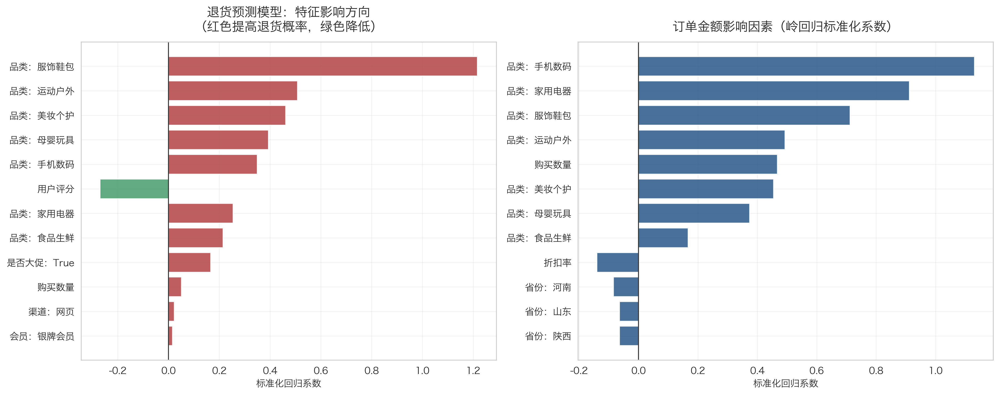 退货预测模型：特征影响方向
（红色提高退货概率，绿色降低）
品类：服饰鞋包
品类：运动户外
品类：美妆个护
品类：母婴玩具
品类：手机数码
用户评分
品类：家用电器
品类：食品生鲜
是否大促：True
购买数量
渠道：网页
会员：银牌会员
-0.2 0.0 0.2 0.4 0.6 0.8 1.0 1.2
标准化回归系数
订单金额影响因素（岭回归标准化系数）
品类：手机数码
品类：家用电器
品类：服饰鞋包
品类：运动户外
购买数量
品类：美妆个护
品类：母婴玩具
品类：食品生鲜
折扣率
省份：河南
省份：山东
省份：陕西
-0.2 0.0 0.2 0.4 0.6 0.8 1.0
标准化回归系数